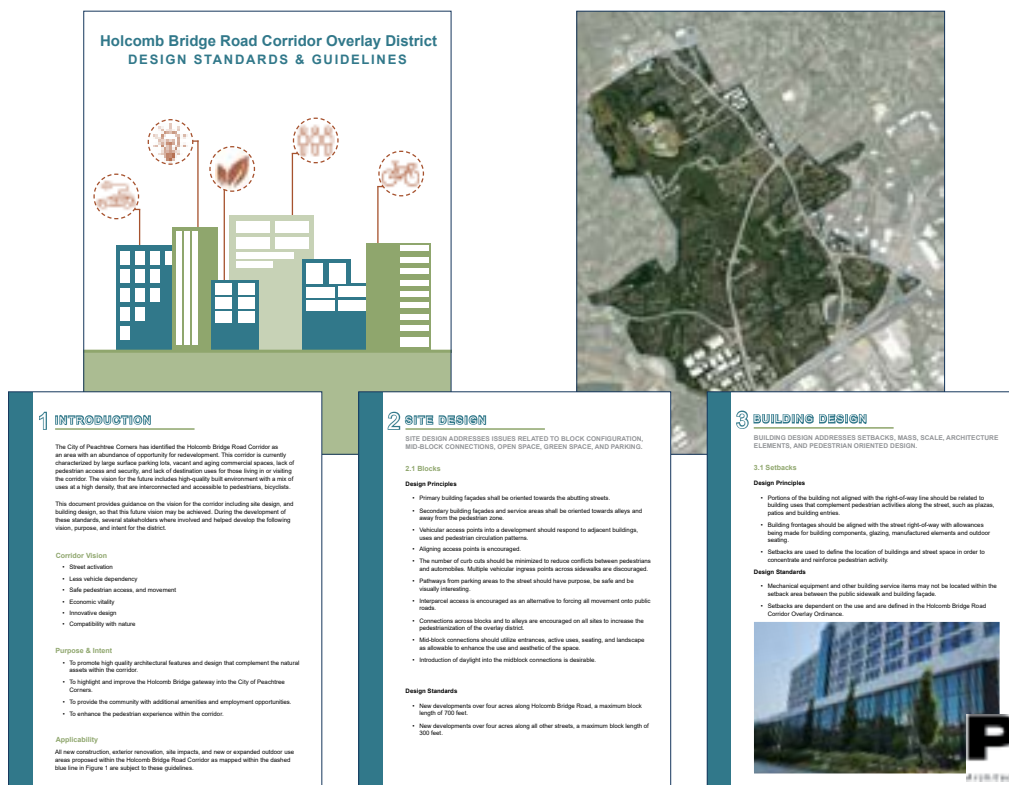 Holcomb Bridge Road Corridor Overlay District
DESIGN STANDARDS & GUIDELINES
1 INTRODUCTION
The City of Peachtree Corners has identified the Holcomb Bridge Road Corridor as
an area with an abundance of opportunity for redevelopment. This corridor is currently
characterized by large surface parking lots, vacant and aging commercial spaces, lack of
pedestrian access and security, and lack of destination uses for those living in or visiting
the corridor. The vision for the future includes high-quality built environment with a mix of
uses at a high density, that are interconnected and accessible to pedestrians, bicyclists.
This document provides guidance on the vision for the corridor including site design, and
building design, so that this future vision may be achieved. During the development of
these standards, several stakeholders where involved and helped develop the following
vision, purpose, and intent for the district.
Corridor Vision
• Street activation
• Less vehicle dependency
• Safe pedestrian access, and movement
• Economic vitality
• Innovative design
• Compatibility with nature
Purpose & Intent
• To promote high quality architectural features and design that complement the natural
assets within the corridor.
• To highlight and improve the Holcomb Bridge gateway into the City of Peachtree
Corners.
• To provide the community with additional amenities and employment opportunities.
• To enhance the pedestrian experience within the corridor.
Applicability
All new construction, exterior renovation, site impacts, and new or expanded outdoor use
areas proposed within the Holcomb Bridge Road Corridor as mapped within the dashed
blue line in Figure 1 are subject to these guidelines.
2 SITE DESIGN
SITE DESIGN ADDRESSES ISSUES RELATED TO BLOCK CONFIGURATION,
MID-BLOCK CONNECTIONS, OPEN SPACE, GREEN SPACE, AND PARKING.
2.1 Blocks
Design Principles
• Primary building façades shall be oriented towards the abutting streets.
• Secondary building façades and service areas shall be oriented towards alleys and
away from the pedestrian zone.
• Vehicular access points into a development should respond to adjacent buildings,
uses and pedestrian circulation patterns.
• Aligning access points is encouraged.
• The number of curb cuts should be minimized to reduce conflicts between pedestrians
and automobiles. Multiple vehicular ingress points across sidewalks are discouraged.
• Pathways from parking areas to the street should have purpose, be safe and be
visually interesting.
• Interparcel access is encouraged as an alternative to forcing all movement onto public
roads.
• Connections across blocks and to alleys are encouraged on all sites to increase the
pedestrianization of the overlay district.
• Mid-block connections should utilize entrances, active uses, seating, and landscape
as allowable to enhance the use and aesthetic of the space.
• Introduction of daylight into the midblock connections is desirable.
Design Standards
• New developments over four acres along Holcomb Bridge Road, a maximum block
length of 700 feet.
• New developments over four acres along all other streets, a maximum block length of
300 feet.
3 BUILDING DESIGN
BUILDING DESIGN ADDRESSES SETBACKS, MASS, SCALE, ARCHITECTURE
ELEMENTS, AND PEDESTRIAN ORIENTED DESIGN.
3.1 Setbacks
Design Principles
• Portions of the building not aligned with the right-of-way line should be related to
building uses that complement pedestrian activities along the street, such as plazas,
patios and building entries.
• Building frontages should be aligned with the street right-of-way with allowances
being made for building components, glazing, manufactured elements and outdoor
seating.
• Setbacks are used to define the location of buildings and street space in order to
concentrate and reinforce pedestrian activity.
Design Standards
• Mechanical equipment and other building service items may not be located within the
setback area between the public sidewalk and building façade.
• Setbacks are dependent on the use and are defined in the Holcomb Bridge Road
Corridor Overlay Ordinance.
P